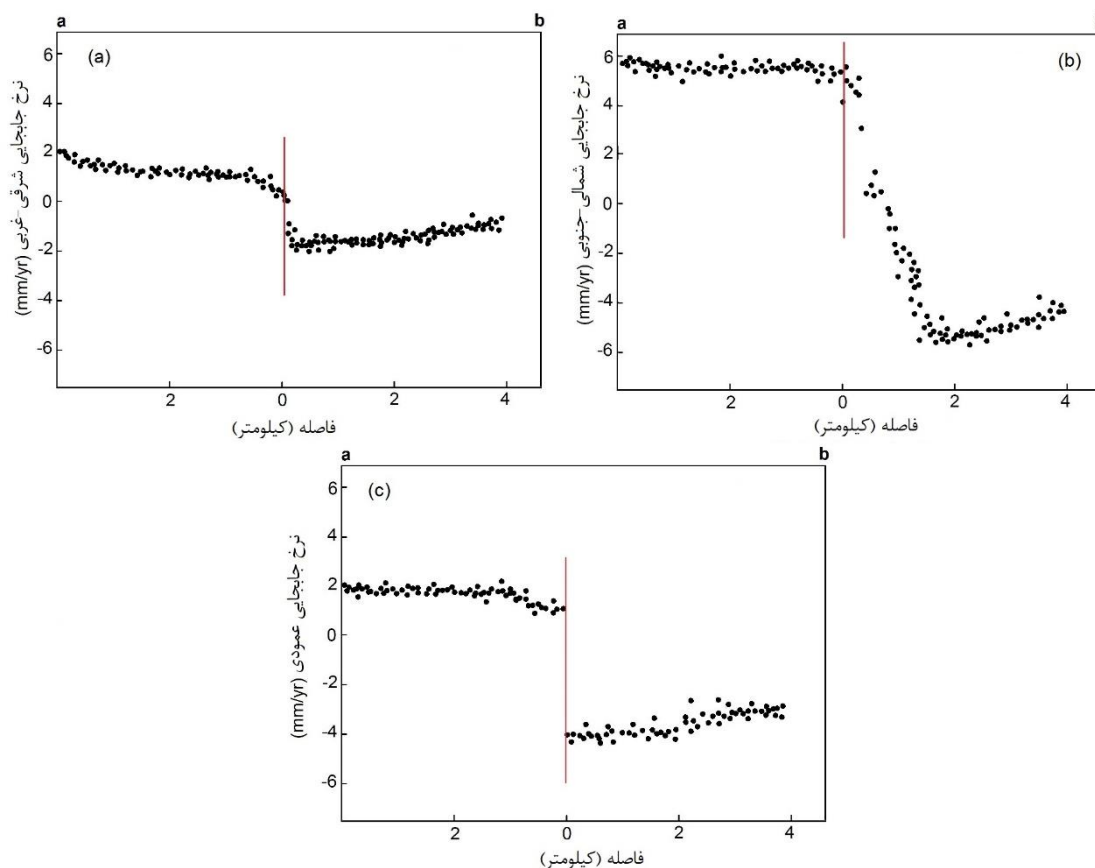 a
b
(a)
6
4
2
0
-2
-4
-6
نرخ جابجایی شرقی-غربی (mm/yr)
2
0
2
4
فاصله (کیلومتر)
a
(b)
6
4
2
0
-2
-4
-6
نرخ جابجایی شمالی-جنوبی (mm/yr)
2
0
2
4
فاصله (کیلومتر)
a
b
(c)
6
4
2
0
-2
-4
-6
نرخ جابجایی عمودی (mm/yr)
2
0
2
4
فاصله (کیلومتر)